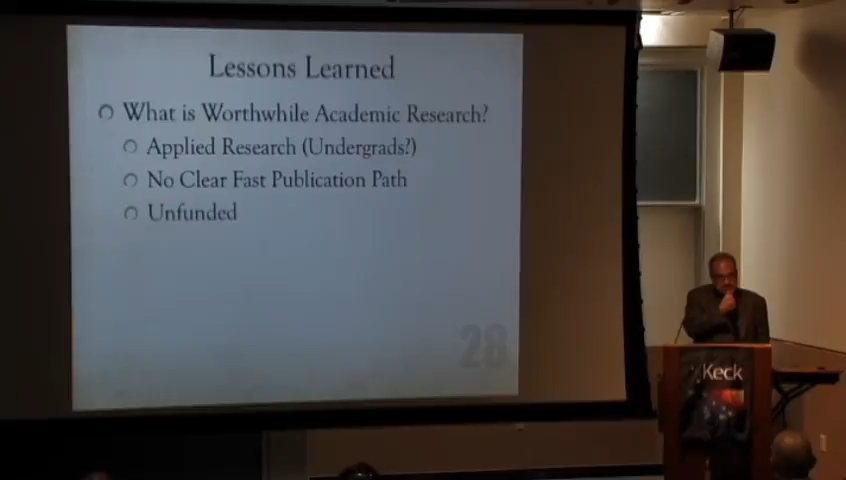 Lessons Learned
What is Worthwhile Academic Research?
Applied Research (Undergrads?)
No Clear Fast Publication Path
Unfunded
28
Keck